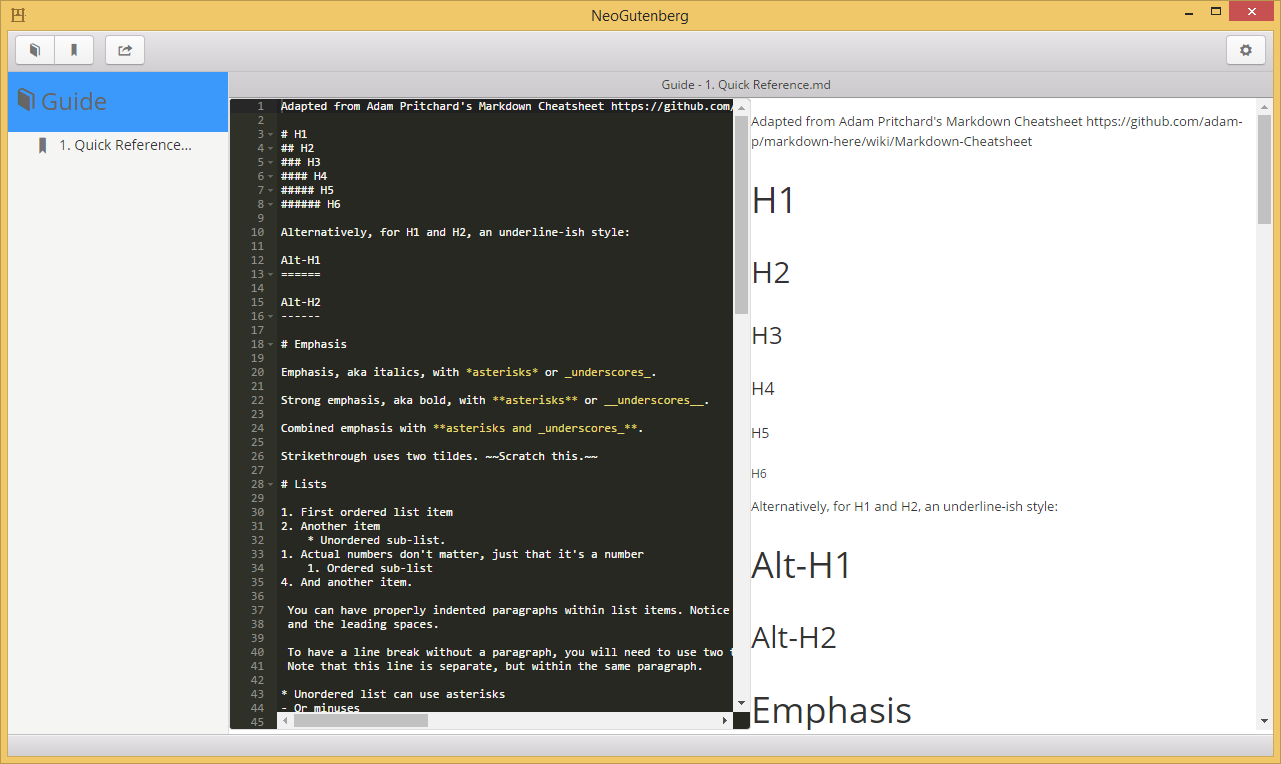 NeoGutenberg
Guide
1. Quick Reference...
Guide - 1. Quick Reference.md
1 Adapted from Adam Pritchard's Markdown Cheatsheet https://github.com/
2
3 # H1
4 ## H2
5 ### H3
6 #### H4
7 ##### H5
8 ###### H6
9
10 Alternatively, for H1 and H2, an underline-ish style:
11
12 Alt-H1
13 ======
14
15 Alt-H2
16 ------
17
18 # Emphasis
19
20 Emphasis, aka italics, with *asterisks* or _underscores_.
21
22 Strong emphasis, aka bold, with **asterisks** or __underscores__.
23
24 Combined emphasis with **asterisks and _underscores_**.
25
26 Strikethrough uses two tildes. ~~Scratch this.~~
27
28 # Lists
29
30 1. First ordered list item
31 2. Another item
32     * Unordered sub-list.
33 1. Actual numbers don't matter, just that it's a number
34     1. Ordered sub-list
35 4. And another item.
36
37  You can have properly indented paragraphs within list items. Notice
38  and the leading spaces.
39
40  To have a line break without a paragraph, you will need to use two
41  Note that this line is separate, but within the same paragraph.
42
43 * Unordered list can use asterisks
44 - Or minuses
45
Adapted from Adam Pritchard's Markdown Cheatsheet https://github.com/adam-
p/markdown-here/wiki/Markdown-Cheatsheet
H1
H2
H3
H4
H5
H6
Alternatively, for H1 and H2, an underline-ish style:
Alt-H1
Alt-H2
Emphasis